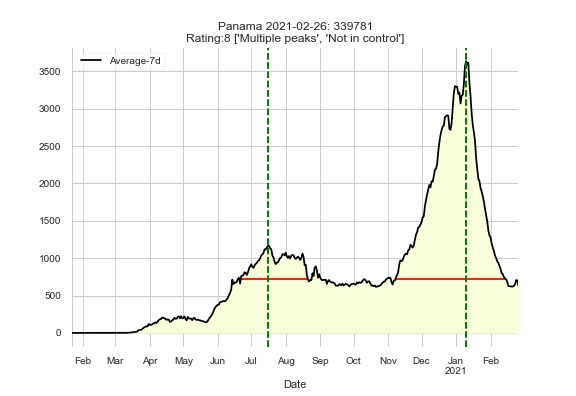 Panama 2021-02-26: 339781
Rating:8 ['Multiple peaks', 'Not in control']
Average-7d
3500
3000
2500
2000
1500
1000
500
0
Feb Mar Apr May Jun Jul Aug Sep Oct Nov Dec Jan Feb
2021
Date